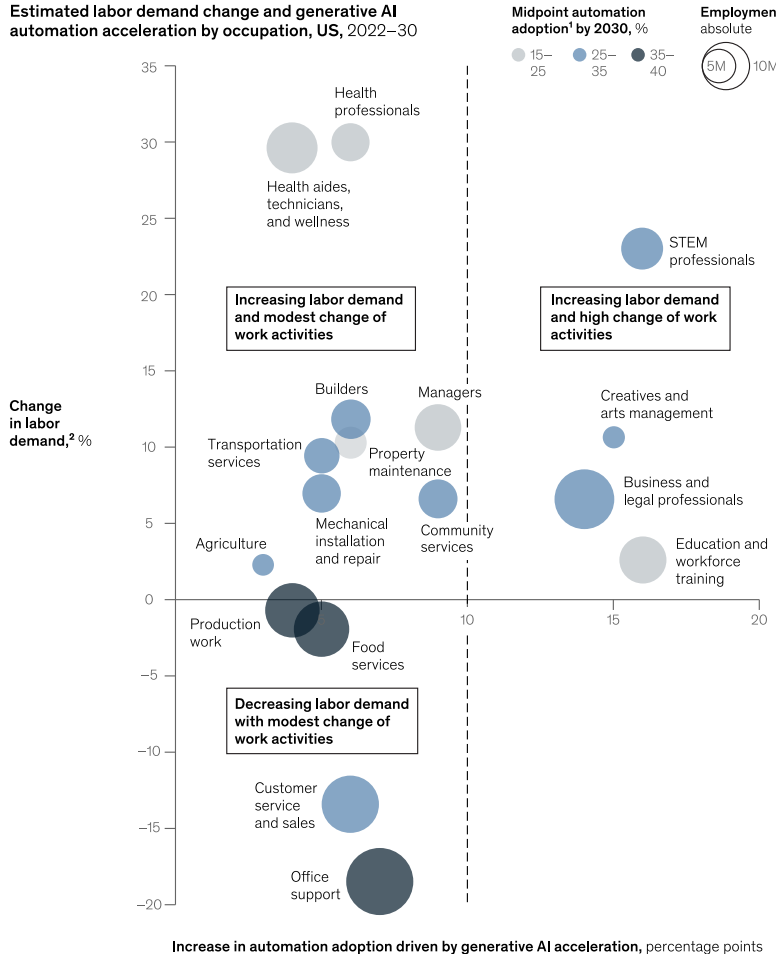 Estimated labor demand change and generative AI
automation acceleration by occupation, US, 2022–30
Midpoint automation
adoption¹ by 2030, %
15–
25
25–
35
35–
40
Employment
absolute
5M
10M
35
30
25
20
15
10
5
0
–5
–10
–15
–20
Change
in labor
demand,² %
Health
professionals
Health aides,
technicians,
and wellness
STEM
professionals
Increasing labor demand
and modest change of
work activities
Increasing labor demand
and high change of work
activities
Builders
Managers
Creatives and
arts management
Transportation
services
Property
maintenance
Business and
legal professionals
Mechanical
installation
and repair
Community
services
Agriculture
Education and
workforce
training
Production
work
Food
services
10
15
20
Decreasing labor demand
with modest change of
work activities
Customer
service
and sales
Office
support
Increase in automation adoption driven by generative AI acceleration, percentage points